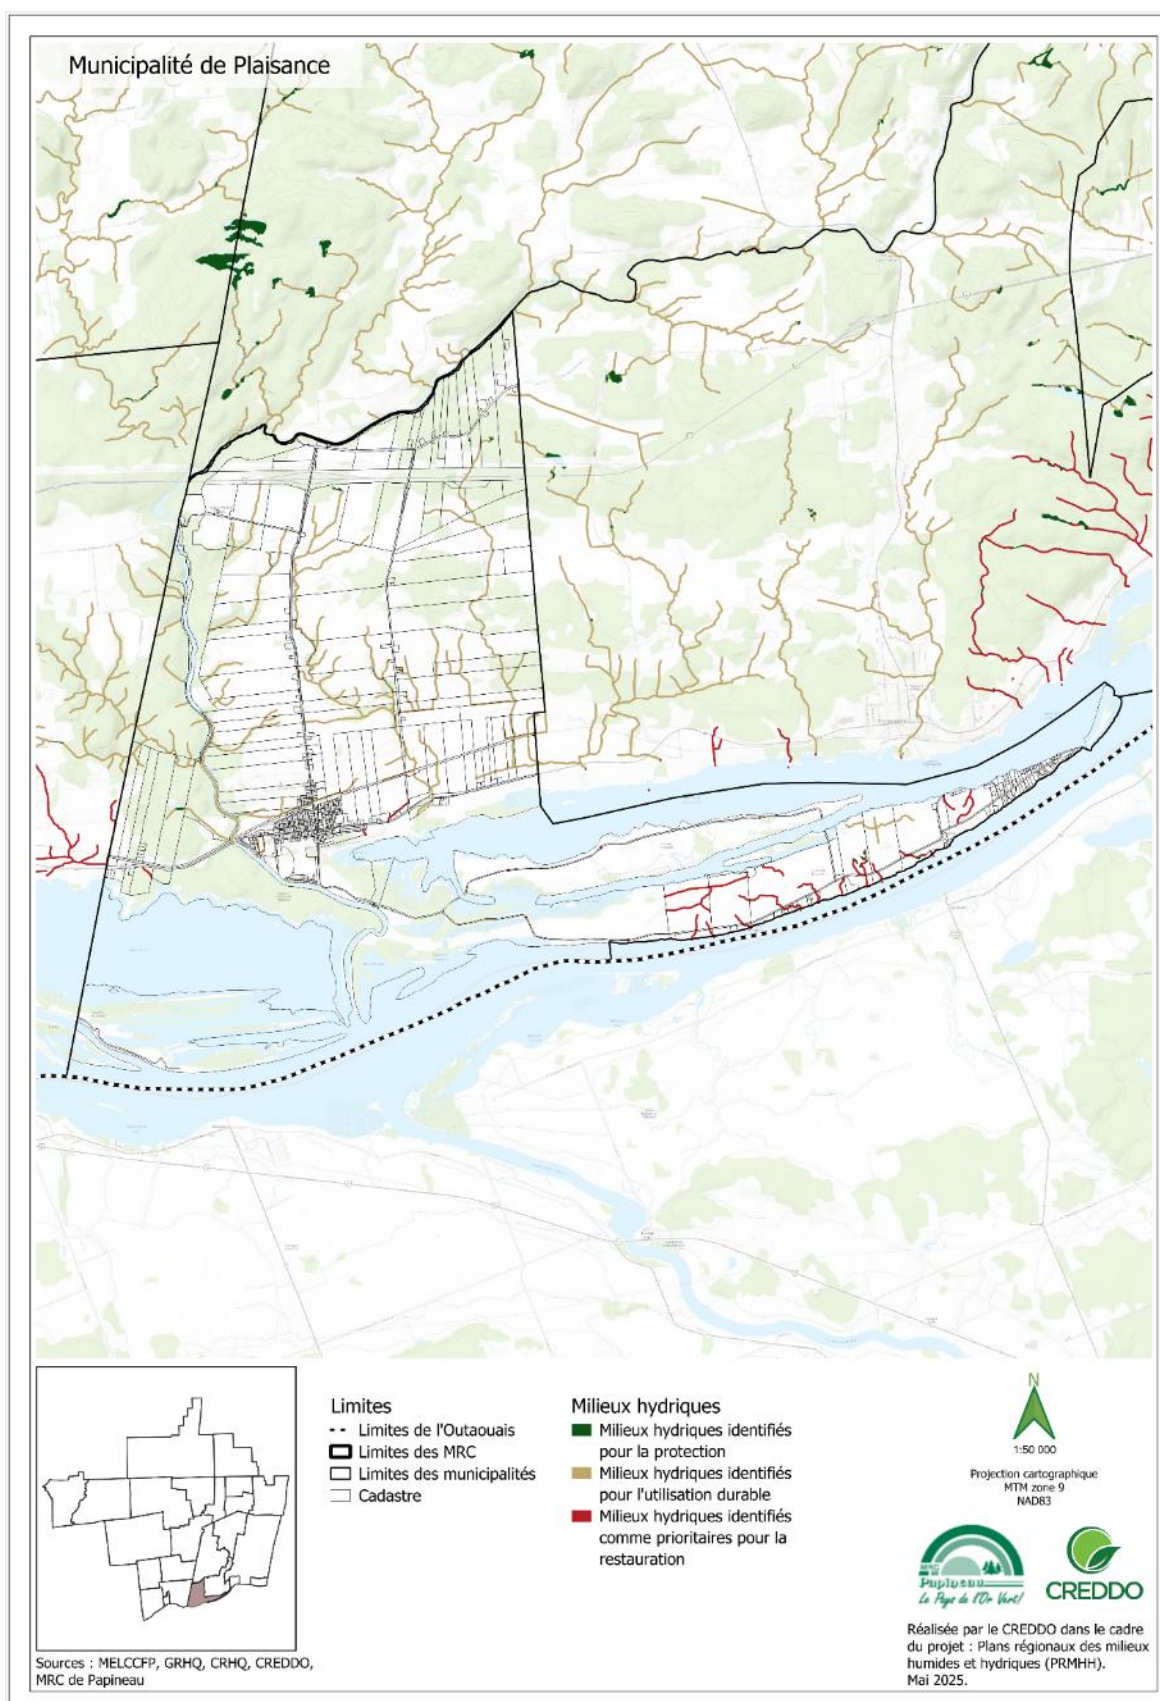 Municipalité de Plaisance
Limites
Limites de l'Outaouais
Limites des MRC
Limites des municipalités
Cadastre
Milieux hydriques
Milieux hydriques identifiés
pour la protection
Milieux hydriques identifiés
pour l'utilisation durable
Milieux hydriques identifiés
comme prioritaires pour la
restauration
N
1:50 000
Projection cartographique
MTM zone 9
NAD83
MRC
Papineau
Le Pays de l'Or Vert!
CREDDO
Réalisée par le CREDDO dans le cadre
du projet : Plans régionaux des milieux
humides et hydriques (PRMHH).
Mai 2025.
Sources : MELCCFP, GRHQ, CRHQ, CREDDO,
MRC de Papineau